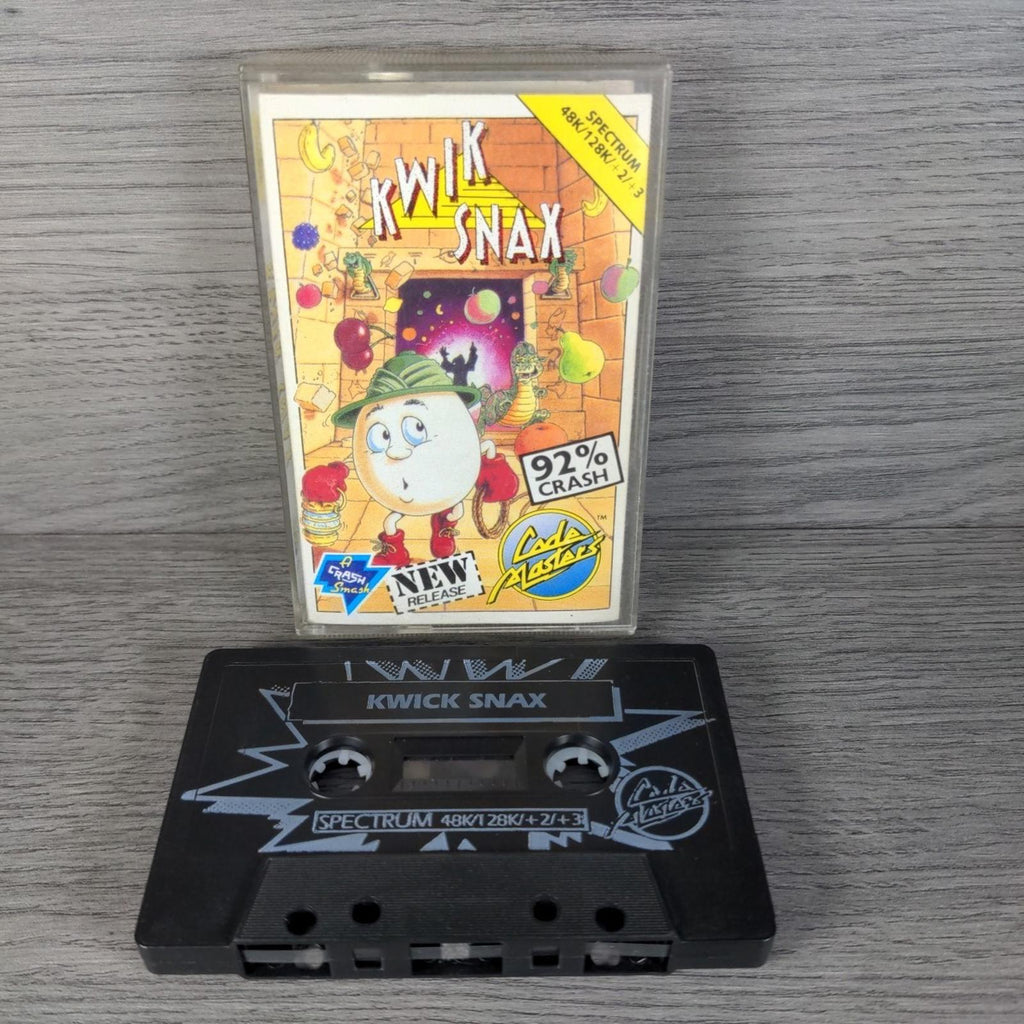 SPECTRUM
48K/128K/+2/+3
KWIK
SNAX
92%
CRASH
Code
Masters
TM
A
CRASH
Smash
NEW
RELEASE
KWICK SNAX
Code
Masters
SPECTRUM 48K/128K/+2/+3